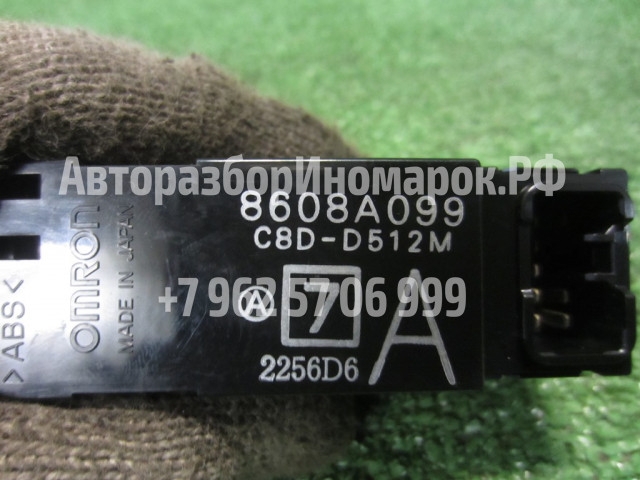 АвторазборИномарок.РФ
8608A099
C8D-D512M
+7 962 5706 999
A
7
A
2256D6
OMRON
MADE IN JAPAN
>ABS<